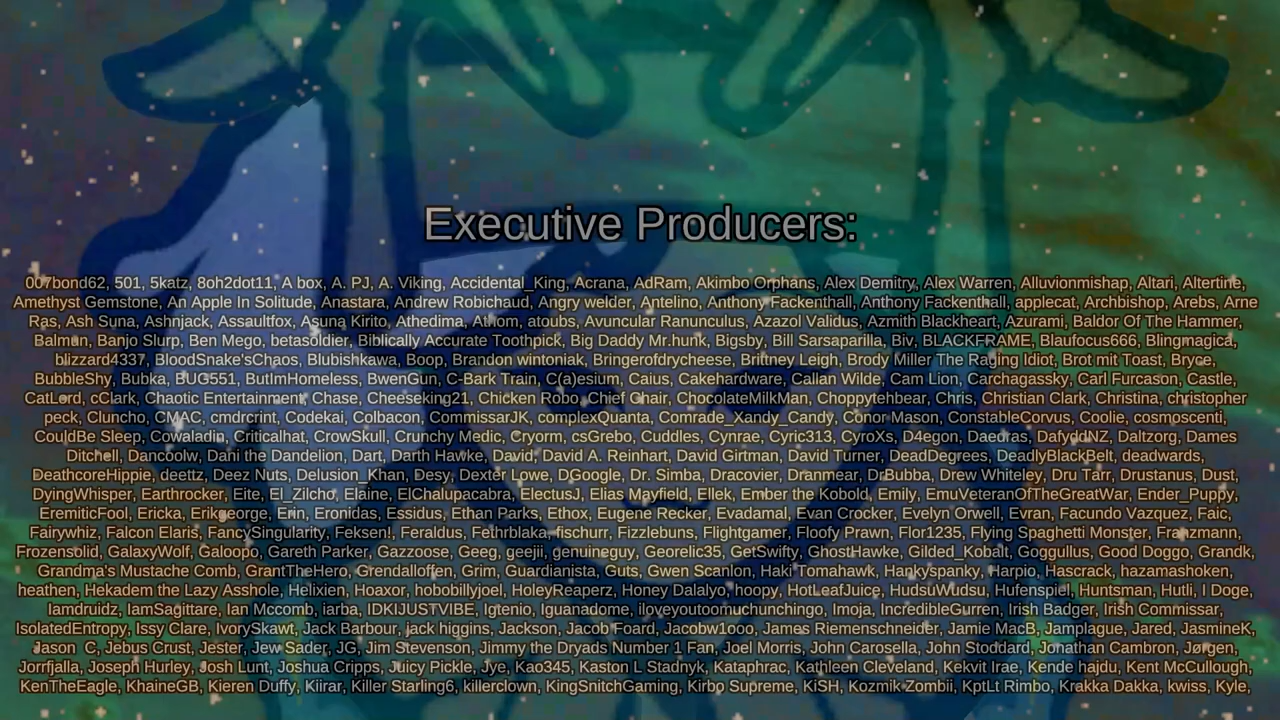 Executive Producers:
007bond62, 501, 5katz, 8oh2dot11, A box, A. PJ, A. Viking, Accidental_King, Acrana, AdRam, Akimbo Orphans, Alex Demitry, Alex Warren, Alluvionmishap, Altari, Altertine,
Amethyst Gemstone, An Apple In Solitude, Anastara, Andrew Robichaud, Angry welder, Antelino, Anthony Fackenthall, Anthony Fackenthall, applecat, Archbishop, Arebs, Arne
Ras, Ash Suna, Ashnjack, Assaultfox, Asuna Kirito, Athedima, Athom, atoubs, Avuncular Ranunculus, Azazol Validus, Azmith Blackheart, Azurami, Baldor Of The Hammer,
Balman, Banjo Slurp, Ben Mego, betasoldier, Biblically Accurate Toothpick, Big Daddy Mr.hunk, Bigsby, Bill Sarsaparilla, Biv, BLACKFRAME, Blaufocus666, Blingmagica,
blizzard4337, BloodSnake'sChaos, Blubishkawa, Boop, Brandon wintoniak, Bringerofdrycheese, Britney Leigh, Brody Miller The Raging Idiot, Brot mit Toast, Bryce,
BubbleShy, Bubka, BUG551, ButImHomeless, BwenGun, C-Bark Train, C(a)esium, Caius, Cakehardware, Callan Wilde, Cam Lion, Carchagassky, Carl Furcason, Castle,
CatLord, cClark, Chaotic Entertainment, Chase, Cheeseking21, Chicken Robo, Chief Chair, ChocolateMilkMan, Choppytehbear, Chris, Christian Clark, Christina, christopher
peck, Cluncho, CMAC, cmdrcrint, Codekai, Colbacon, CommissarJK, complexQuanta, Comrade_Xandy_Candy, Conor Mason, ConstableCorvus, Coolie, cosmoscenti,
CouldBe Sleep, Cowaladin, Criticalhat, CrowSkull, Crunchy Medic, Cryorm, csGrebo, Cuddles, Cynrae, Cyric313, CyroXs, D4egon, Daedras, DafyddNZ, Daltzorg, Dames
Ditchell, Dancoolw, Dani the Dandelion, Dart, Darth Hawke, David, David A. Reinhart, David Girtman, David Turner, DeadDegrees, DeadlyBlackBelt, deadwards,
DeathcoreHippie, deettz, Deez Nuts, Delusion_Khan, Desy, Dexter Lowe, DGoogle, Dr. Simba, Dracovier, Dranmear, DrBubba, Drew Whiteley, Dru Tarr, Drustanus, Dust,
DyingWhisper, Earthrocker, Eite, El_Zilcho, Elaine, ElChalupacabra, ElectusJ, Elias Mayfield, Ellek, Ember the Kobold, Emily, EmuVeteranOfTheGreatWar, Ender_Puppy,
EremiticFool, Ericka, Erikgeorge, Erin, Eronidas, Essidus, Ethan Parks, Ethox, Eugene Recker, Evadamal, Evan Crocker, Evelyn Orwell, Evran, Facundo Vazquez, Faic,
Fairywhiz, Falcon Elaris, FancySingularity, Feksen!, Feraldus, Fethrblaka, fischurr, Fizzlebuns, Flightgamer, Floofy Prawn, Flor1235, Flying Spaghetti Monster, Franzmann,
Frozensolid, GalaxyWolf, Galoopo, Gareth Parker, Gazzoose, Geeg, geejii, genuineguy, Georelic35, GetSwifty, GhostHawke, Gilded_Kobalt, Goggullus, Good Doggo, Grandk,
Grandma's Mustache Comb, GrantTheHero, Grendalloffen, Grim, Guardianista, Guts, Gwen Scanlon, Haki Tomahawk, Hankyspanky, Harpio, Hascrack, hazamashoken,
heathen, Hekadem the Lazy Asshole, Helixien, Hoaxor, hobobillyjoel, HoleyReaperz, Honey Dalalyo, hoopy, HotLeafJuice, HudsuWudsu, Hufenspiel, Huntsman, Hutli, I Doge,
Iamdruidz, IamSagittare, Ian Mccomb, iarba, IDKIJUSTVIBE, Igtenio, Iguanadome, iloveyoutoomuchunchingo, Imoja, IncredibleGurren, Irish Badger, Irish Commissar,
IsolatedEntropy, Issy Clare, IvorySkawt, Jack Barbour, jack higgins, Jackson, Jacob Foard, Jacobw1ooo, James Riemenschneider, Jamie MacB, Jamplague, Jared, JasmineK,
Jason_C, Jebus Crust, Jester, Jew Sader, JG, Jim Stevenson, Jimmy the Dryads Number 1 Fan, Joel Morris, John Carosella, John Stoddard, Jonathan Cambron, Jørgen,
Jorrfjalla, Joseph Hurley, Josh Lunt, Joshua Cripps, Juicy Pickle, Jye, Kao345, Kaston L Stadnyk, Kataphrac, Kathleen Cleveland, Kekvit Irae, Kende hajdu, Kent McCullough,
KenTheEagle, KhaineGB, Kieren Duffy, Kiirar, Killer Starling6, killerclown, KingSnitchGaming, Kirbo Supreme, KiSH, Kozmik Zombii, KptLt Rimbo, Krakka Dakka, kwiss, Kyle,